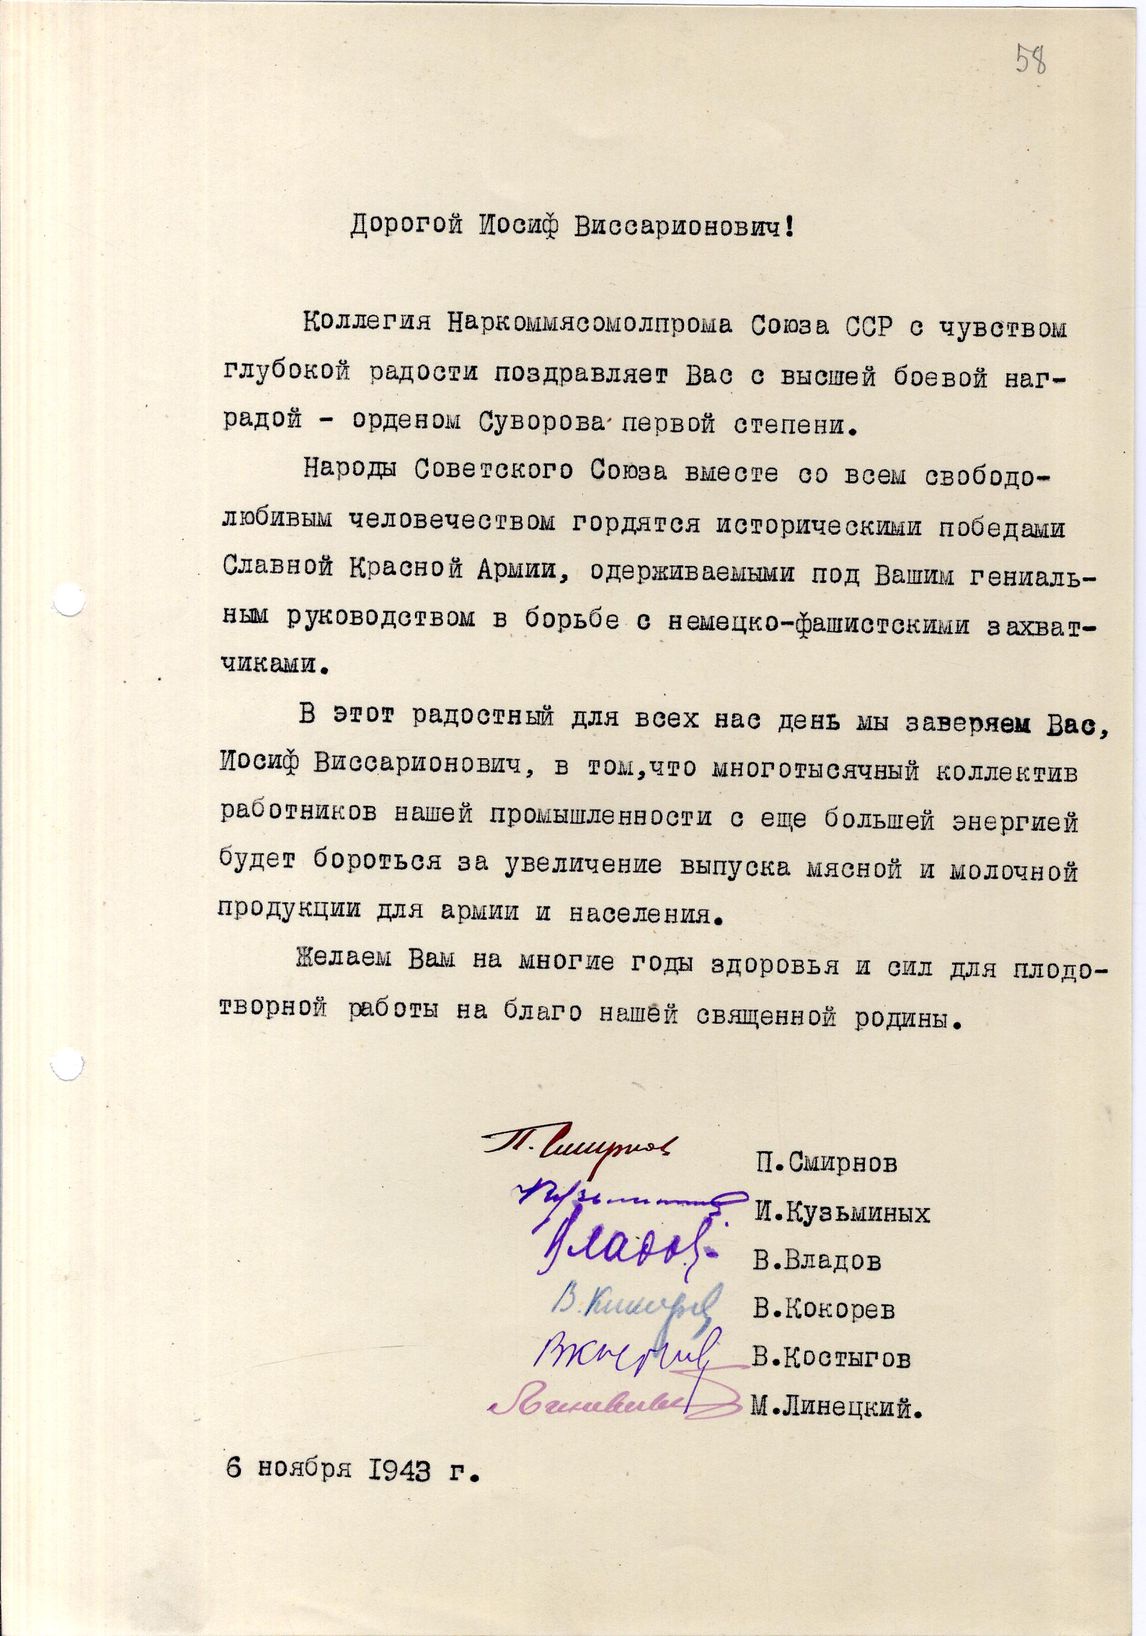 58
Дорогой Иосиф Виссарионович!
Коллегия Наркоммясомолпрома Союза ССР с чувством
глубокой радости поздравляет Вас с высшей боевой наг-
радой - орденом Суворова первой степени.
Народы Советского Союза вместе со всем свободо-
любивым человечеством гордятся историческими победами
Славной Красной Армии, одерживаемыми под Вашим гениаль-
ным руководством в борьбе с немецко-фашистскими захват-
чиками.
В этот радостный для всех нас день мы заверяем Вас,
Иосиф Виссарионович, в том,что многотысячный коллектив
работников нашей промышленности с еще большей энергией
будет бороться за увеличение выпуска мясной и молочной
продукции для армии и населения.
Желаем Вам на многие годы здоровья и сил для плодо-
творной работы на благо нашей священной родины.
П. Смирнов П.Смирнов
И.Кузьминых
Владов В.Владов
В.Кокорев
В.Костыгов
М.Линецкий.
6 ноября 1943 г.